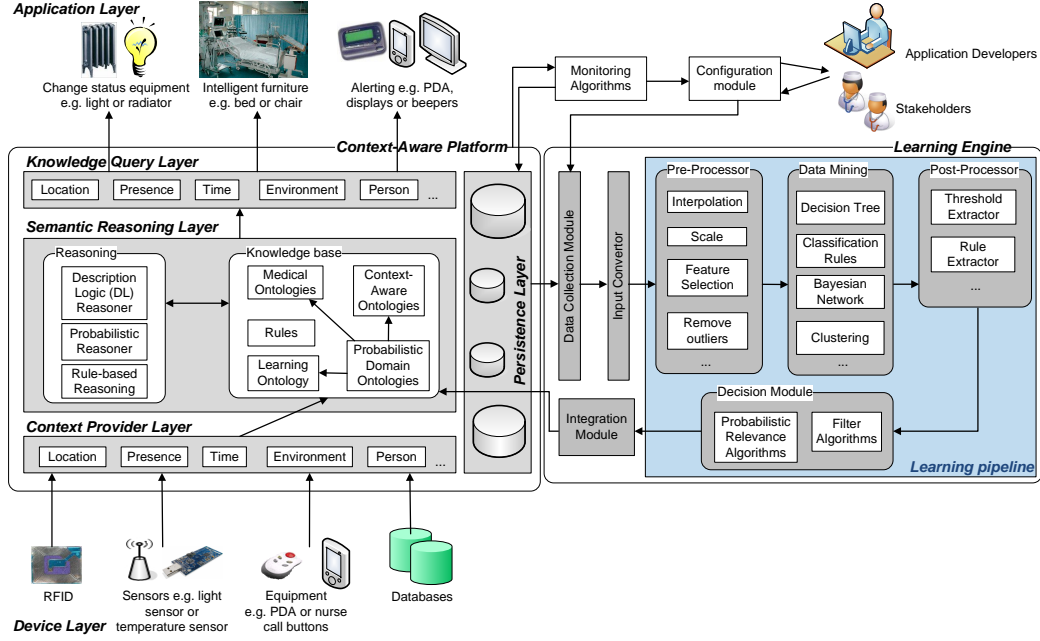 Application Layer
Change status equipment
e.g. light or radiator
Intelligent furniture
e.g. bed or chair
Alerting e.g. PDA,
displays or beepers
Monitoring
Algorithms
Configuration
module
Application Developers
Stakeholders
Context-Aware Platform
Knowledge Query Layer
Location
Presence
Time
Environment
Person
...
Semantic Reasoning Layer
Reasoning
Description
Logic (DL)
Reasoner
Probabilistic
Reasoner
Rule-based
Reasoning
Knowledge base
Medical
Ontologies
Context-
Aware
Ontologies
Rules
Learning
Ontology
Probabilistic
Domain
Ontologies
Context Provider Layer
Location
Presence
Time
Environment
Person
...
Persistence Layer
Learning Engine
Data Collection Module
Input Convertor
Pre-Processor
Interpolation
Scale
Feature
Selection
Remove
outliers
...
Data Mining
Decision Tree
Classification
Rules
Bayesian
Network
Clustering
...
Post-Processor
Threshold
Extractor
Rule
Extractor
...
Decision Module
Probabilistic
Relevance
Algorithms
Filter
Algorithms
Integration
Module
Learning pipeline
RFID
Sensors e.g. light
sensor or
temperature sensor
Equipment
e.g. PDA or nurse
call buttons
Databases
Device Layer